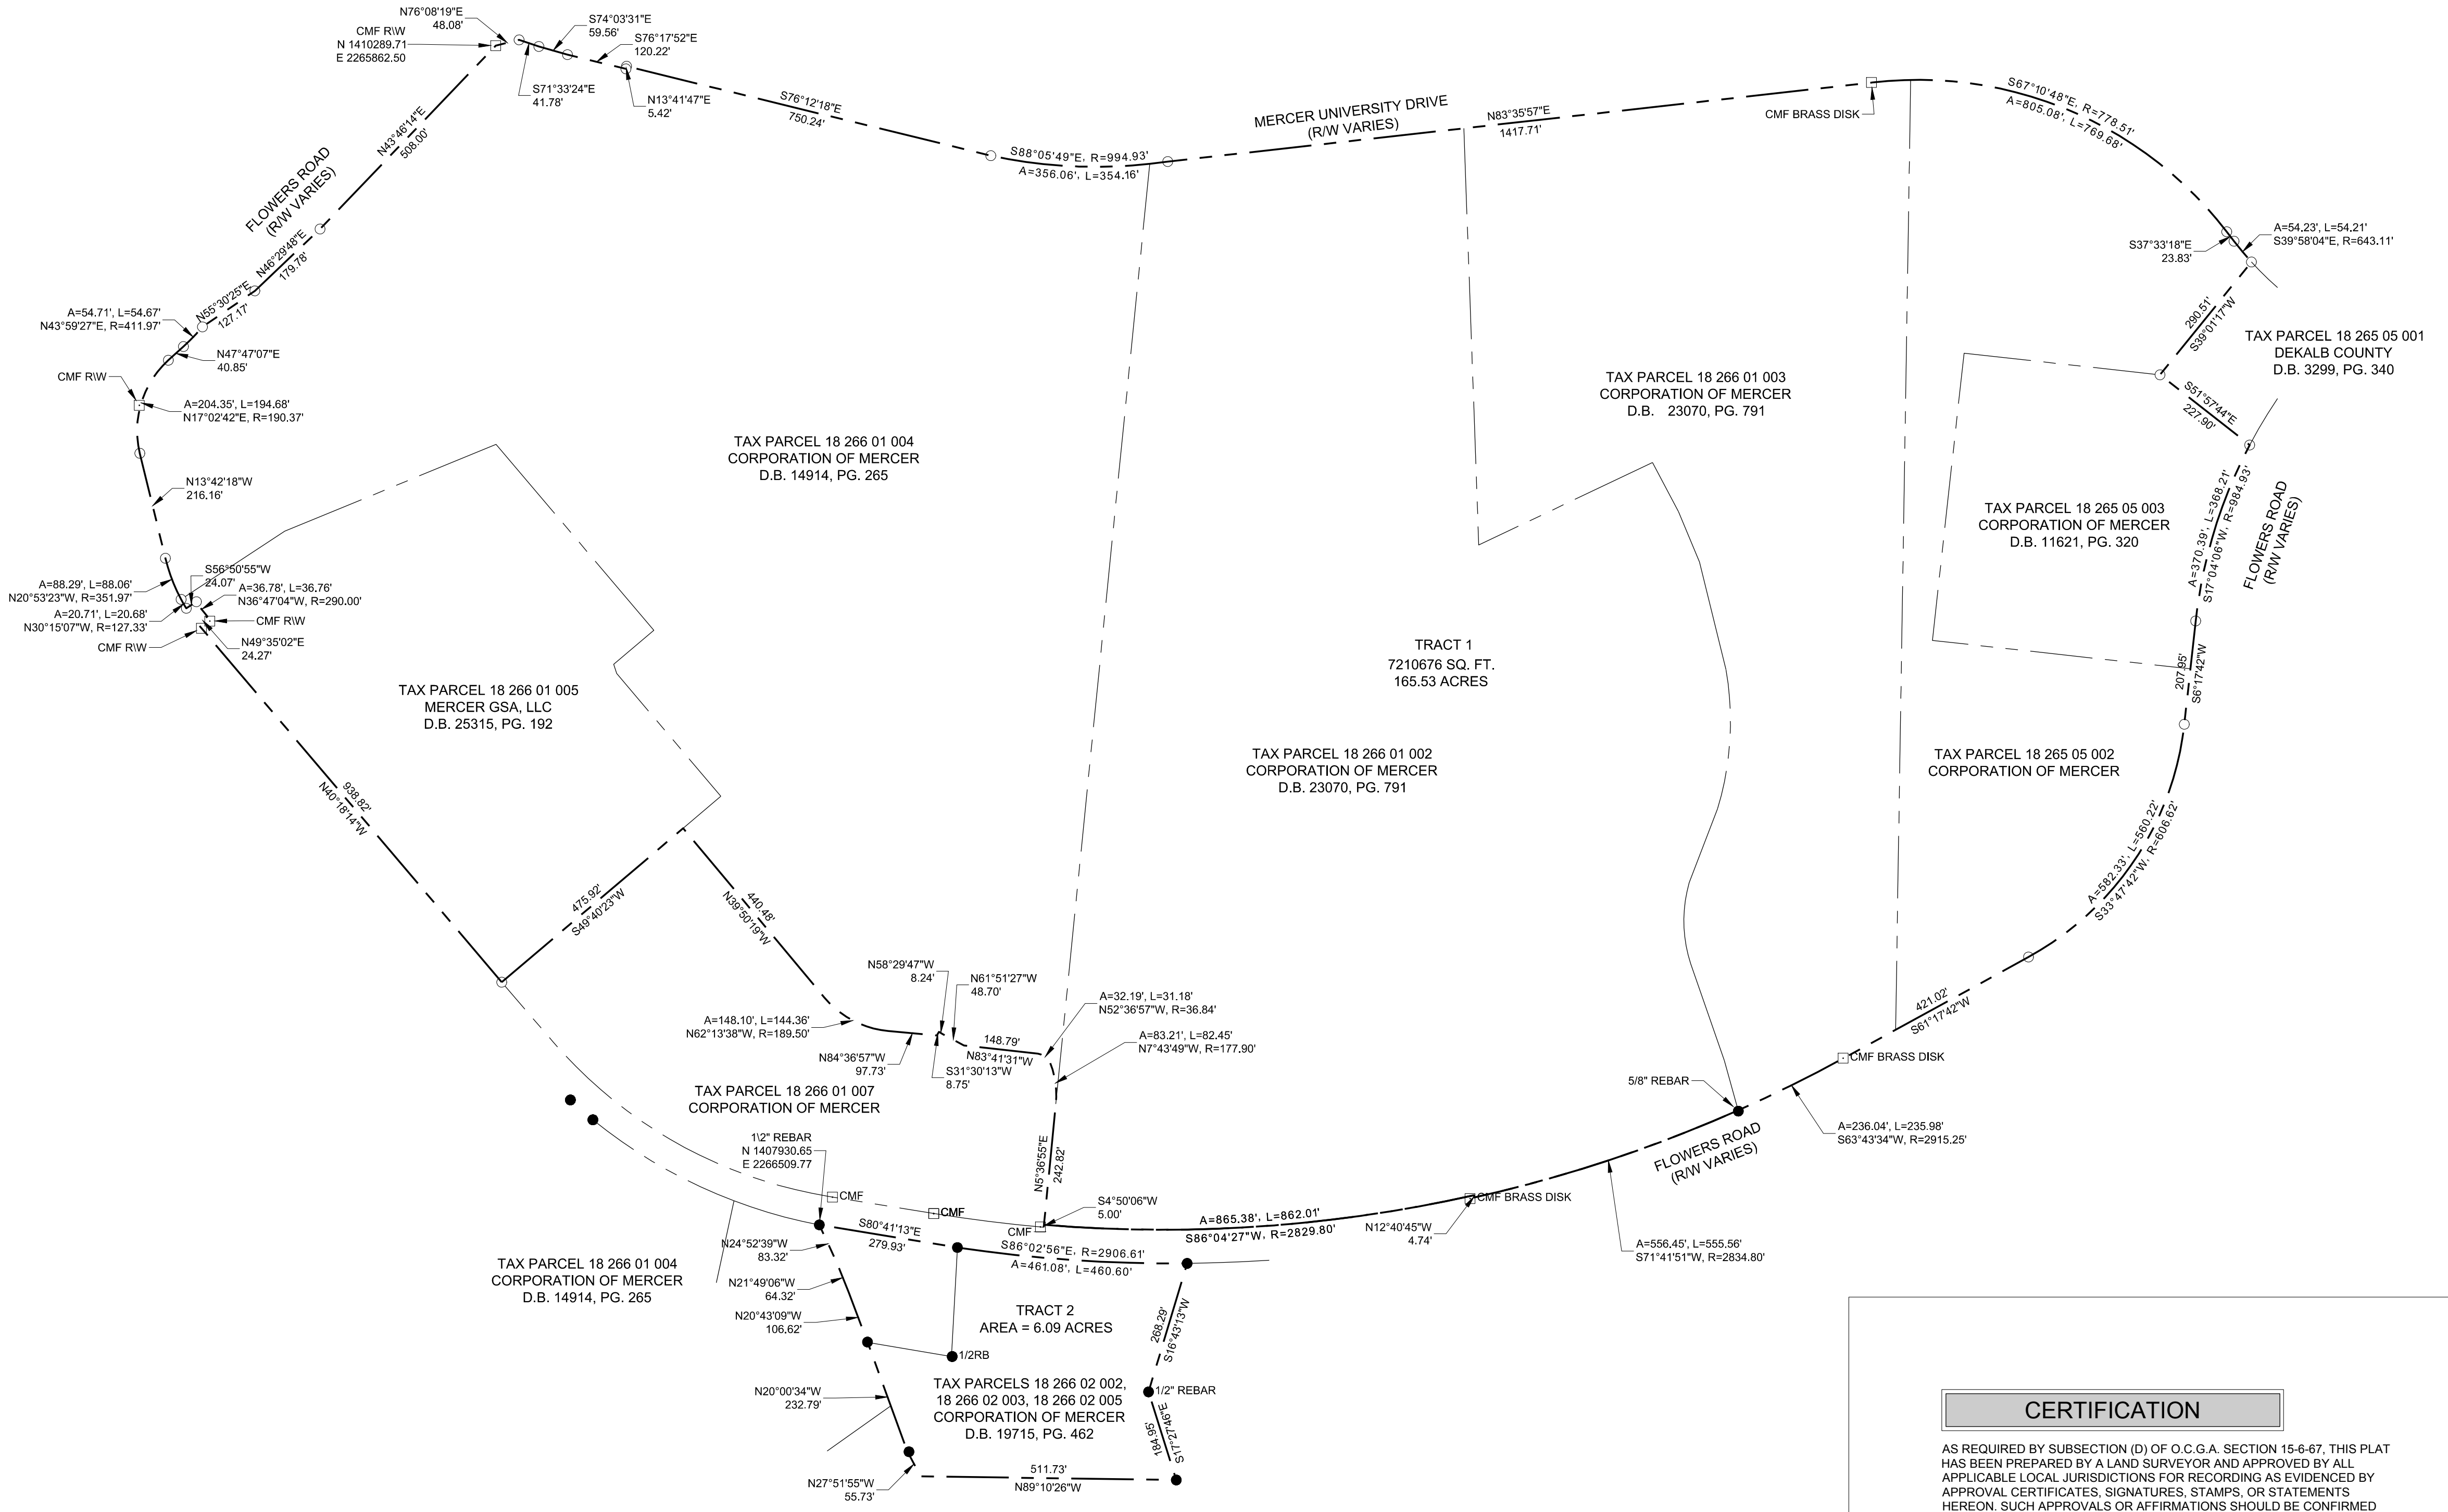 N76°08'19"E
48.08'
CMF R\W
N 1410289.71
E 2265862.50
S74°03'31"E
59.56'
S76°17'52"E
120.22'
S71°33'24"E
41.78'
N13°41'47"E
5.42'
S76°12'18"E
750.24'
S88°05'49"E, R=994.93'
A=356.06', L=354.16'
MERCER UNIVERSITY DRIVE
(R/W VARIES)
N83°35'57"E
1417.71'
CMF BRASS DISK
S67°10'48"E, R=778.51'
A=805.08', L=769.68'
A=54.23', L=54.21'
S39°58'04"E, R=643.11'
S37°33'18"E
23.83'
290.51'
S39°01'17"W
TAX PARCEL 18 265 05 001
DEKALB COUNTY
D.B. 3299, PG. 340
S51°57'44"E
227.90'
N43°46'14"E
508.00'
FLOWERS ROAD
(R/W VARIES)
N46°29'48"E
179.78'
N55°30'25"E
127.17'
A=54.71', L=54.67'
N43°59'27"E, R=411.97'
N47°47'07"E
40.85'
CMF R\W
A=204.35', L=194.68'
N17°02'42"E, R=190.37'
N13°42'18"W
216.16'
TAX PARCEL 18 266 01 004
CORPORATION OF MERCER
D.B. 14914, PG. 265
TAX PARCEL 18 266 01 003
CORPORATION OF MERCER
D.B. 23070, PG. 791
TAX PARCEL 18 265 05 003
CORPORATION OF MERCER
D.B. 11621, PG. 320
A=370.39', L=368.21'
S17°04'06"W, R=984.93'
FLOWERS ROAD
(R/W VARIES)
S56°50'55"W
24.07'
A=88.29', L=88.06'
N20°53'23"W, R=351.97'
A=36.78', L=36.76'
N36°47'04"W, R=290.00'
A=20.71', L=20.68'
N30°15'07"W, R=127.33'
CMF R\W
CMF R\W
N49°35'02"E
24.27'
TRACT 1
7210676 SQ. FT.
165.53 ACRES
207.95'
S6°17'42"W
TAX PARCEL 18 266 01 005
MERCER GSA, LLC
D.B. 25315, PG. 192
TAX PARCEL 18 266 01 002
CORPORATION OF MERCER
D.B. 23070, PG. 791
TAX PARCEL 18 265 05 002
CORPORATION OF MERCER
938.82'
N40°18'14"W
A=582.33', L=560.22'
S33°47'42"W, R=606.62'
475.92'
S49°40'23"W
440.48'
N39°50'19"W
N58°29'47"W
8.24'
N61°51'27"W
48.70'
A=32.19', L=31.18'
N52°36'57"W, R=36.84'
A=148.10', L=144.36'
N62°13'38"W, R=189.50'
148.79'
N83°41'31"W
A=83.21', L=82.45'
N7°43'49"W, R=177.90'
N84°36'57"W
97.73'
S31°30'13"W
8.75'
421.02'
S61°17'42"W
CMF BRASS DISK
5/8" REBAR
TAX PARCEL 18 266 01 007
CORPORATION OF MERCER
A=236.04', L=235.98'
S63°43'34"W, R=2915.25'
FLOWERS ROAD
(R/W VARIES)
1\2" REBAR
N 1407930.65
E 2266509.77
N5°36'55"E
242.82'
CMF
CMF
CMF
S4°50'06"W
5.00'
A=865.38', L=862.01'
S86°04'27"W, R=2829.80'
CMF BRASS DISK
N12°40'45"W
4.74'
A=556.45', L=555.56'
S71°41'51"W, R=2834.80'
S80°41'13"E
279.93'
S86°02'56"E, R=2906.61'
A=461.08', L=460.60'
N24°52'39"W
83.32'
TAX PARCEL 18 266 01 004
CORPORATION OF MERCER
D.B. 14914, PG. 265
N21°49'06"W
64.32'
N20°43'09"W
106.62'
TRACT 2
AREA = 6.09 ACRES
268.29'
S16°43'13"W
1/2RB
N20°00'34"W
232.79'
TAX PARCELS 18 266 02 002,
18 266 02 003, 18 266 02 005
CORPORATION OF MERCER
D.B. 19715, PG. 462
1/2" REBAR
184.95'
S17°27'46"E
511.73'
N89°10'26"W
N27°51'55"W
55.73'
CERTIFICATION
AS REQUIRED BY SUBSECTION (D) OF O.C.G.A. SECTION 15-6-67, THIS PLAT
HAS BEEN PREPARED BY A LAND SURVEYOR AND APPROVED BY ALL
APPLICABLE LOCAL JURISDICTIONS FOR RECORDING AS EVIDENCED BY
APPROVAL CERTIFICATES, SIGNATURES, STAMPS, OR STATEMENTS
HEREON. SUCH APPROVALS OR AFFIRMATIONS SHOULD BE CONFIRMED